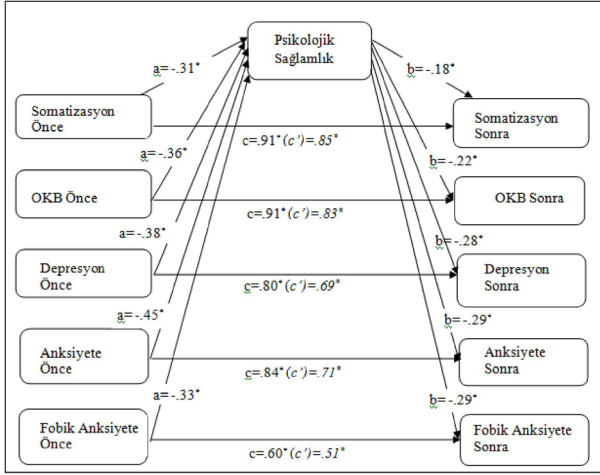 Psikolojik
Sağlamlık
a=-.31*
b=-.18*
Somatizasyon
Önce
c=.91*(c')=.85*
Somatizasyon
Sonra
a=-.36*
b=-.22*
OKB Önce
c=.91*(c')=.83*
OKB Sonra
a=-.38*
b=-.28*
Depresyon
Önce
c=.80*(c')=.69*
Depresyon
Sonra
a=-.45*
b=-.29*
Anksiyete
Önce
c=.84*(c')=.71*
Anksiyete
Sonra
a=-.33*
b=-.29*
Fobik Anksiyete
Önce
c=.60*(c')=.51*
Fobik Anksiyete
Sonra